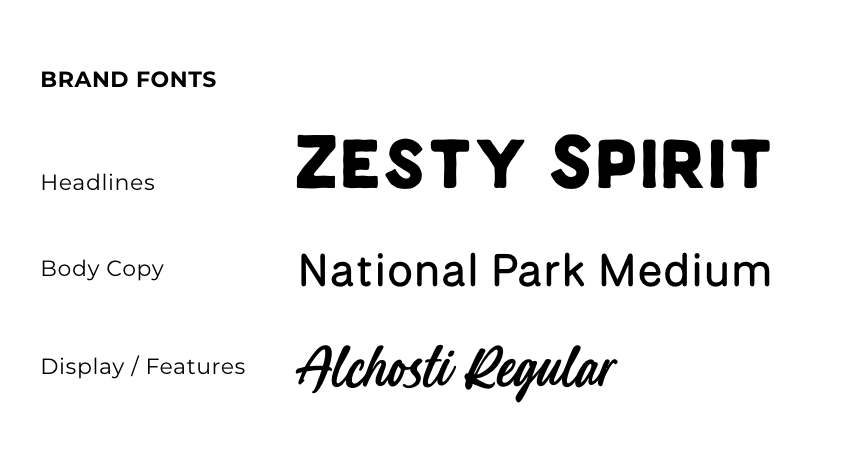 BRAND FONTS
Headlines
ZESTY SPIRIT
Body Copy
National Park Medium
Display / Features
Alchosti Regular